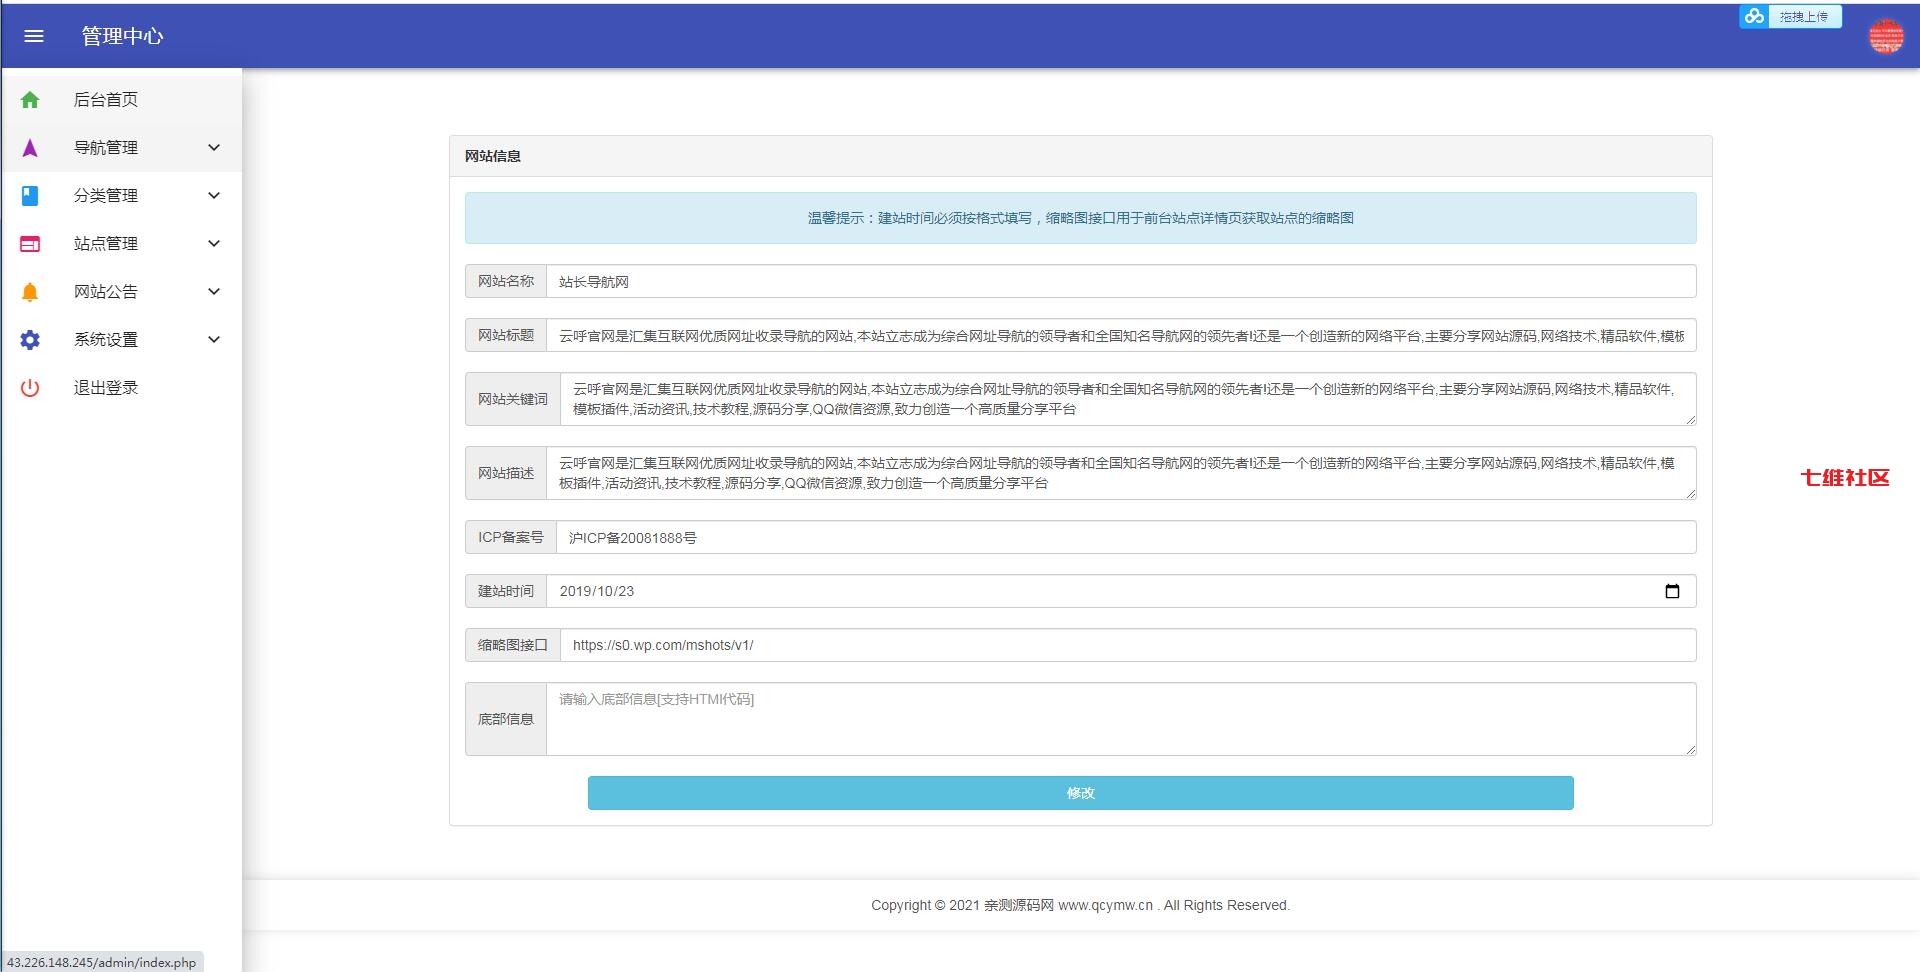 管理中心
拖拽上传
后台首页
导航管理
分类管理
站点管理
网站公告
系统设置
退出登录
网站信息
温馨提示：建站时间必须按格式填写，缩略图接口用于前台站点详情页获取站点的缩略图
网站名称 站长导航网
网站标题 云呼官网是汇集互联网优质网址收录导航的网站,本站立志成为综合网址导航的领导者和全国知名导航网的领先者!还是一个创造新的网络平台,主要分享网站源码,网络技术,精品软件,模板
网站关键词 云呼官网是汇集互联网优质网址收录导航的网站,本站立志成为综合网址导航的领导者和全国知名导航网的领先者!还是一个创造新的网络平台,主要分享网站源码,网络技术,精品软件,
模板插件,活动资讯,技术教程,源码分享,QQ微信资源,致力创造一个高质量分享平台
网站描述 云呼官网是汇集互联网优质网址收录导航的网站,本站立志成为综合网址导航的领导者和全国知名导航网的领先者!还是一个创造新的网络平台,主要分享网站源码,网络技术,精品软件,模
板插件,活动资讯,技术教程,源码分享,QQ微信资源,致力创造一个高质量分享平台
七维社区
ICP备案号 沪ICP备20081888号
建站时间 2019/10/23
缩略图接口 https://s0.wp.com/mshots/v1/
底部信息 请输入底部信息[支持HTMl代码]
修改
Copyright © 2021 亲测源码网 www.qcymw.cn . All Rights Reserved.
43.226.148.245/admin/index.php